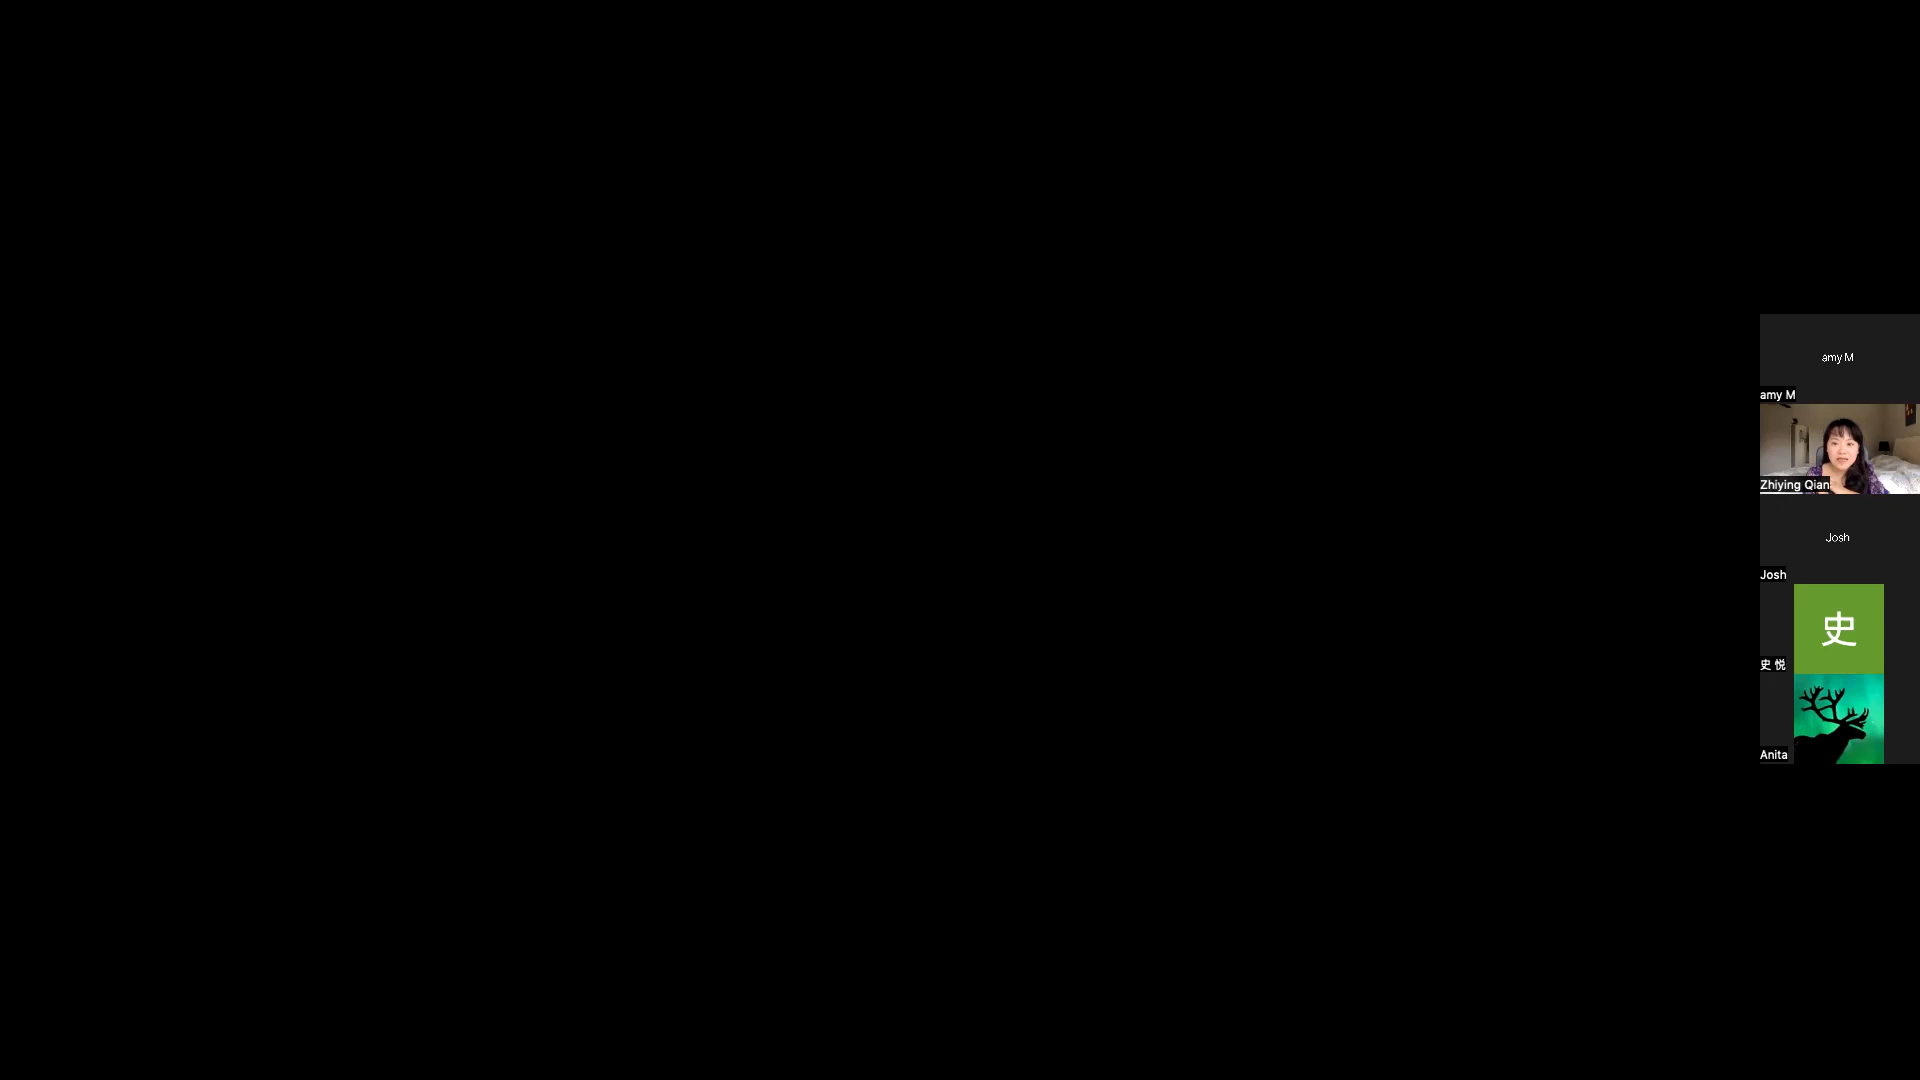 amy M
amy M
Zhiying Qian
Josh
Josh
史
史 悦
Anita